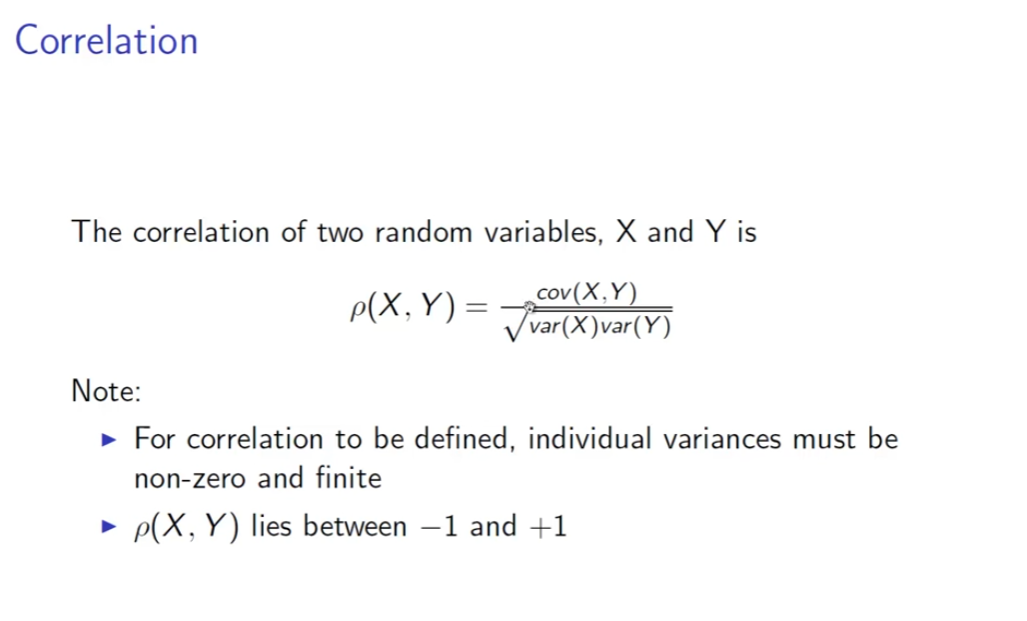 Correlation
The correlation of two random variables, X and Y is
ρ(X, Y) = cov(X,Y) / √var(X)var(Y)
Note:
▶ For correlation to be defined, individual variances must be
non-zero and finite
▶ ρ(X, Y) lies between −1 and +1